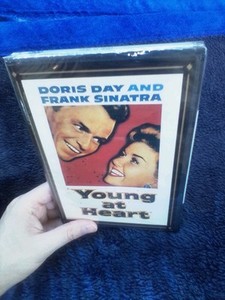 DORIS DAY AND
FRANK SINATRA
Young
at
Heart